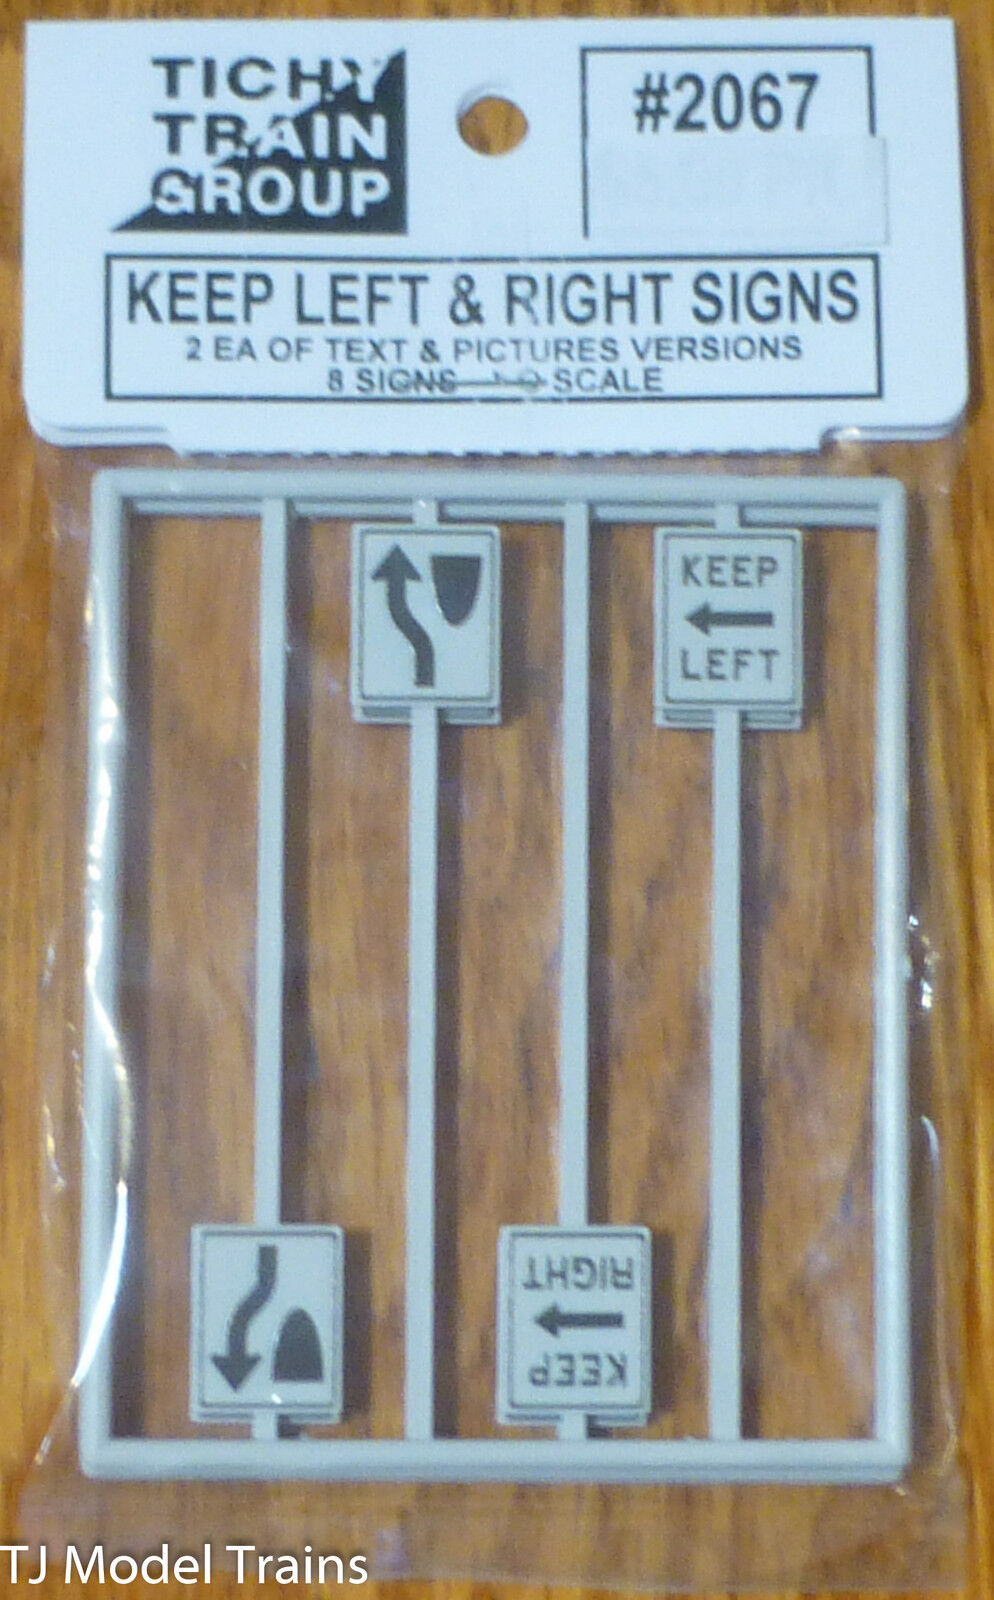 TICHY
TRAIN
GROUP
#2067
KEEP LEFT & RIGHT SIGNS
2 EA OF TEXT & PICTURES VERSIONS
8 SIGNS SCALE
KEEP
LEFT
KEEP
RIGHT
TJ Model Trains